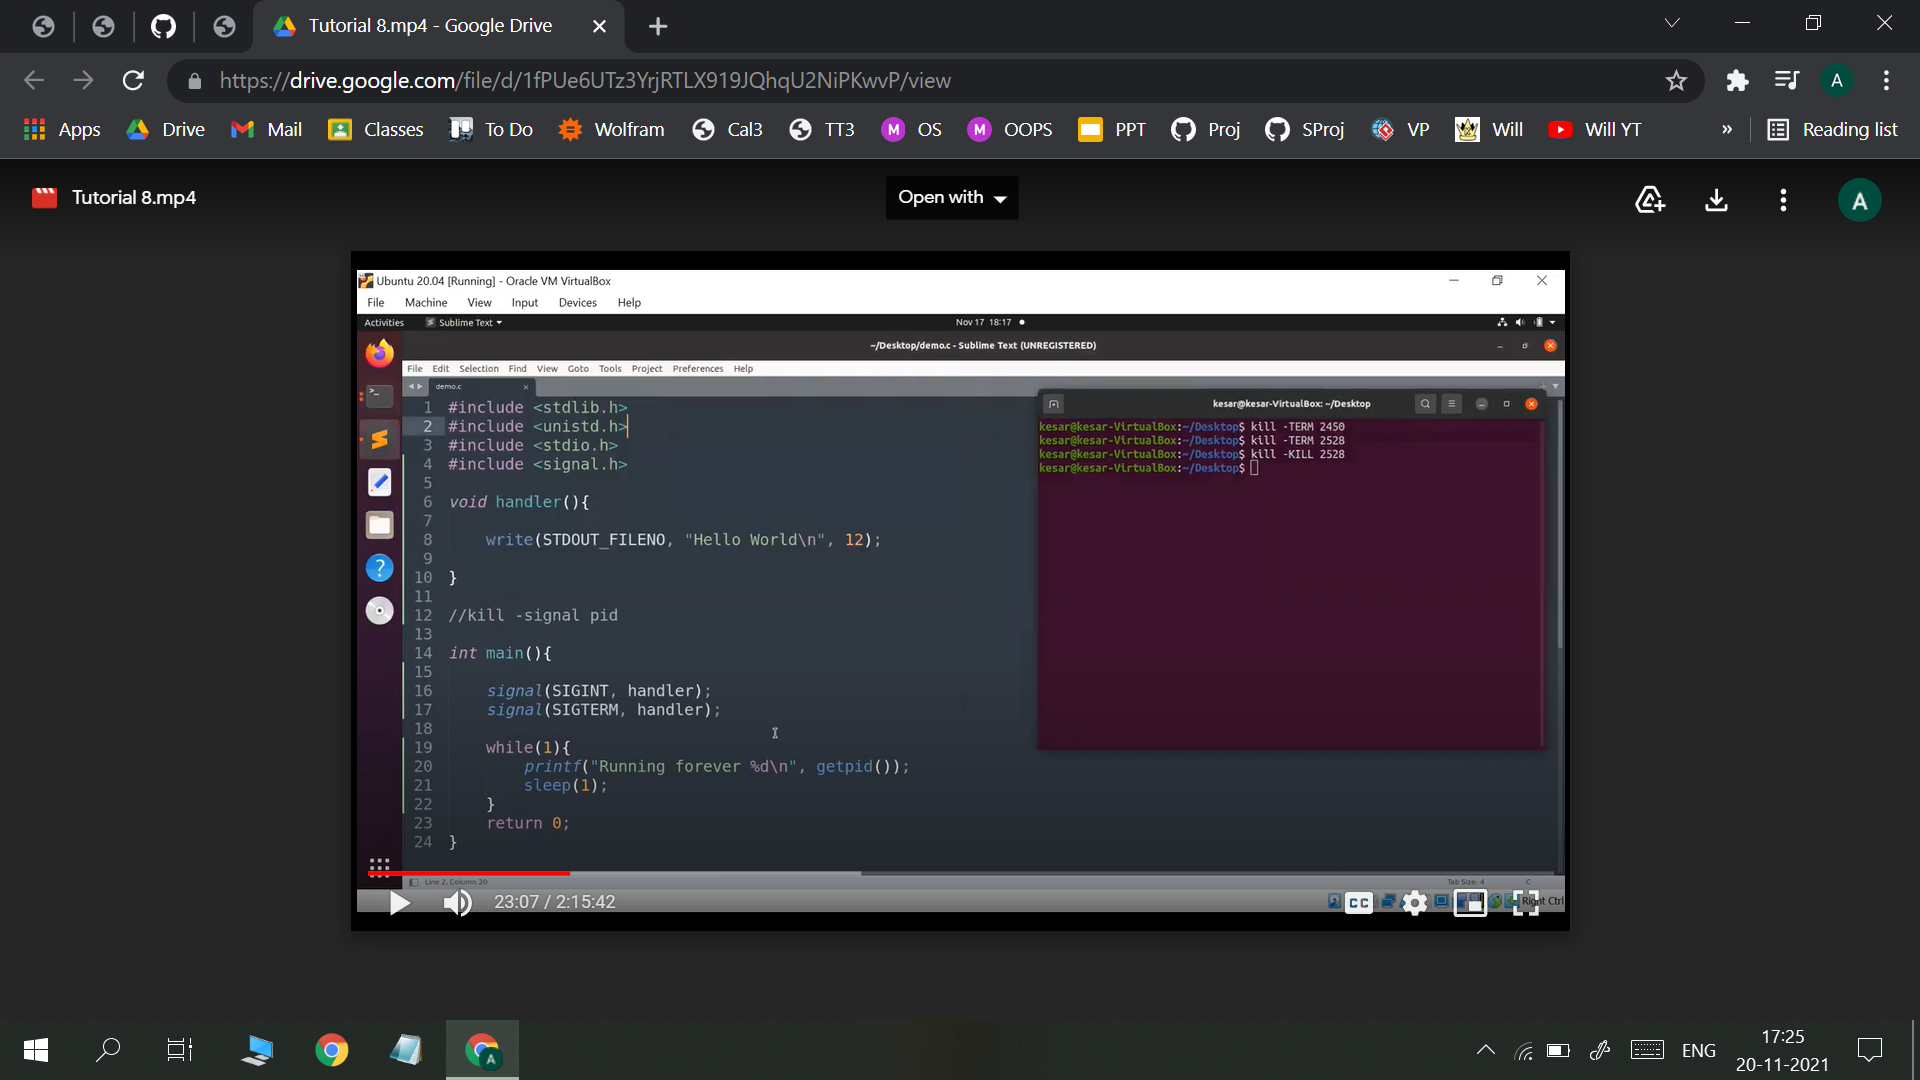 Tutorial 8.mp4 - Google Drive
https://drive.google.com/file/d/1fPUe6UTz3YrjRTLX919JQhqU2NiPKwvP/view
A
Apps Drive Mail Classes To Do Wolfram Cal3 TT3 M OS M OOPS PPT Proj SProj VP Will Will YT » Reading list
Tutorial 8.mp4
Open with
A
Ubuntu 20.04 [Running] - Oracle VM VirtualBox
File Machine View Input Devices Help
Activities Sublime Text Nov 17 18:17
~/Desktop/demo.c - Sublime Text (UNREGISTERED)
File Edit Selection Find View Goto Tools Project Preferences Help
demo.c
1 #include <stdlib.h>
2 #include <unistd.h>
3 #include <stdio.h>
4 #include <signal.h>
5
6 void handler(){
7
8 write(STDOUT_FILENO, "Hello World\n", 12);
9
10 }
11
12 //kill -signal pid
13
14 int main(){
15
16 signal(SIGINT, handler);
17 signal(SIGTERM, handler);
18
19 while(1){
20 printf("Running forever %d\n", getpid());
21 sleep(1);
22 }
23 return 0;
24 }
kesar@kesar-VirtualBox: ~/Desktop
kesar@kesar-VirtualBox:~/Desktop$ kill -TERM 2450
kesar@kesar-VirtualBox:~/Desktop$ kill -TERM 2528
kesar@kesar-VirtualBox:~/Desktop$ kill -KILL 2528
kesar@kesar-VirtualBox:~/Desktop$
Line 2, Column 20 Tab Size: 4 C
23:07 / 2:15:42
CC
Right Ctrl
A
ENG
17:25
20-11-2021